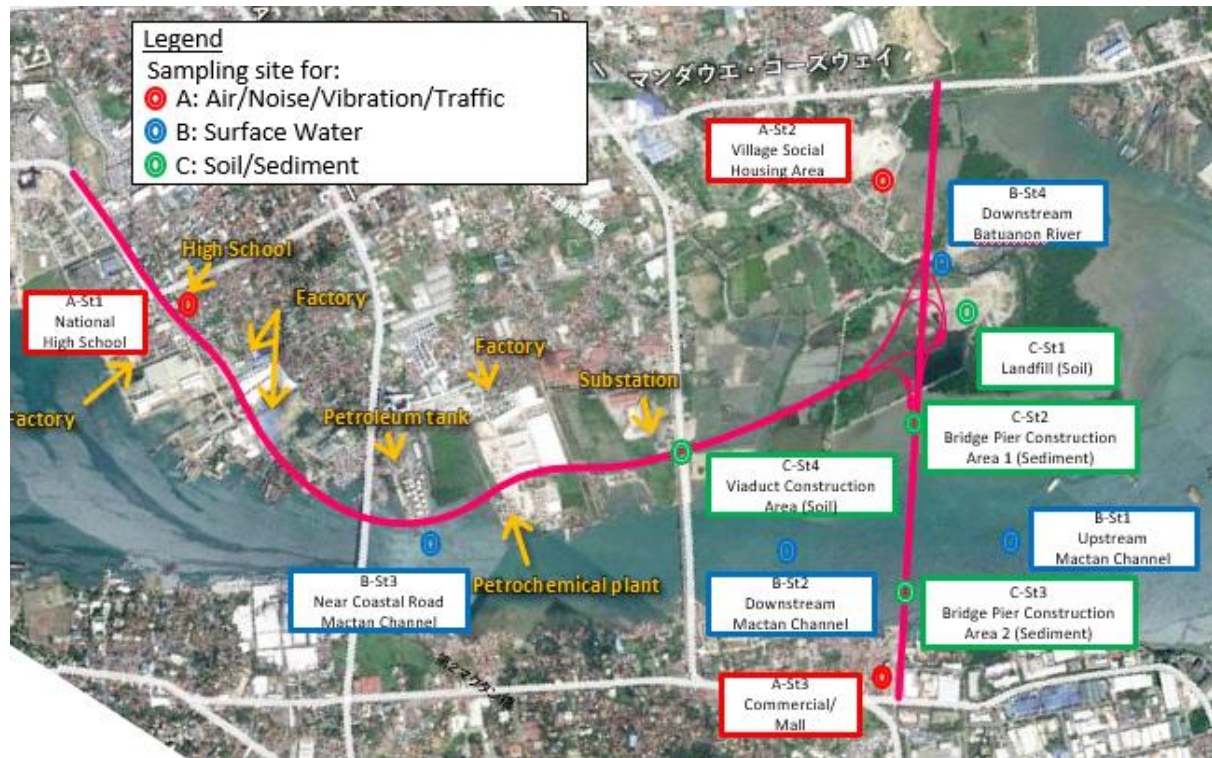 Legend
Sampling site for:
A: Air/Noise/Vibration/Traffic
B: Surface Water
C: Soil/Sediment
マンダウエ・コーズウェイ
A-St2
Village Social
Housing Area
B-St4
Downstream
Batuanon River
High School
A-St1
National
High School
Factory
Factory
Factory
Substation
Petroleum tank
C-St1
Landfill (Soil)
C-St2
Bridge Pier Construction
Area 1 (Sediment)
C-St4
Viaduct Construction
Area (Soil)
B-St1
Upstream
Mactan Channel
B-St3
Near Coastal Road
Mactan Channel
Petrochemical plant
B-St2
Downstream
Mactan Channel
C-St3
Bridge Pier Construction
Area 2 (Sediment)
A-St3
Commercial/
Mall